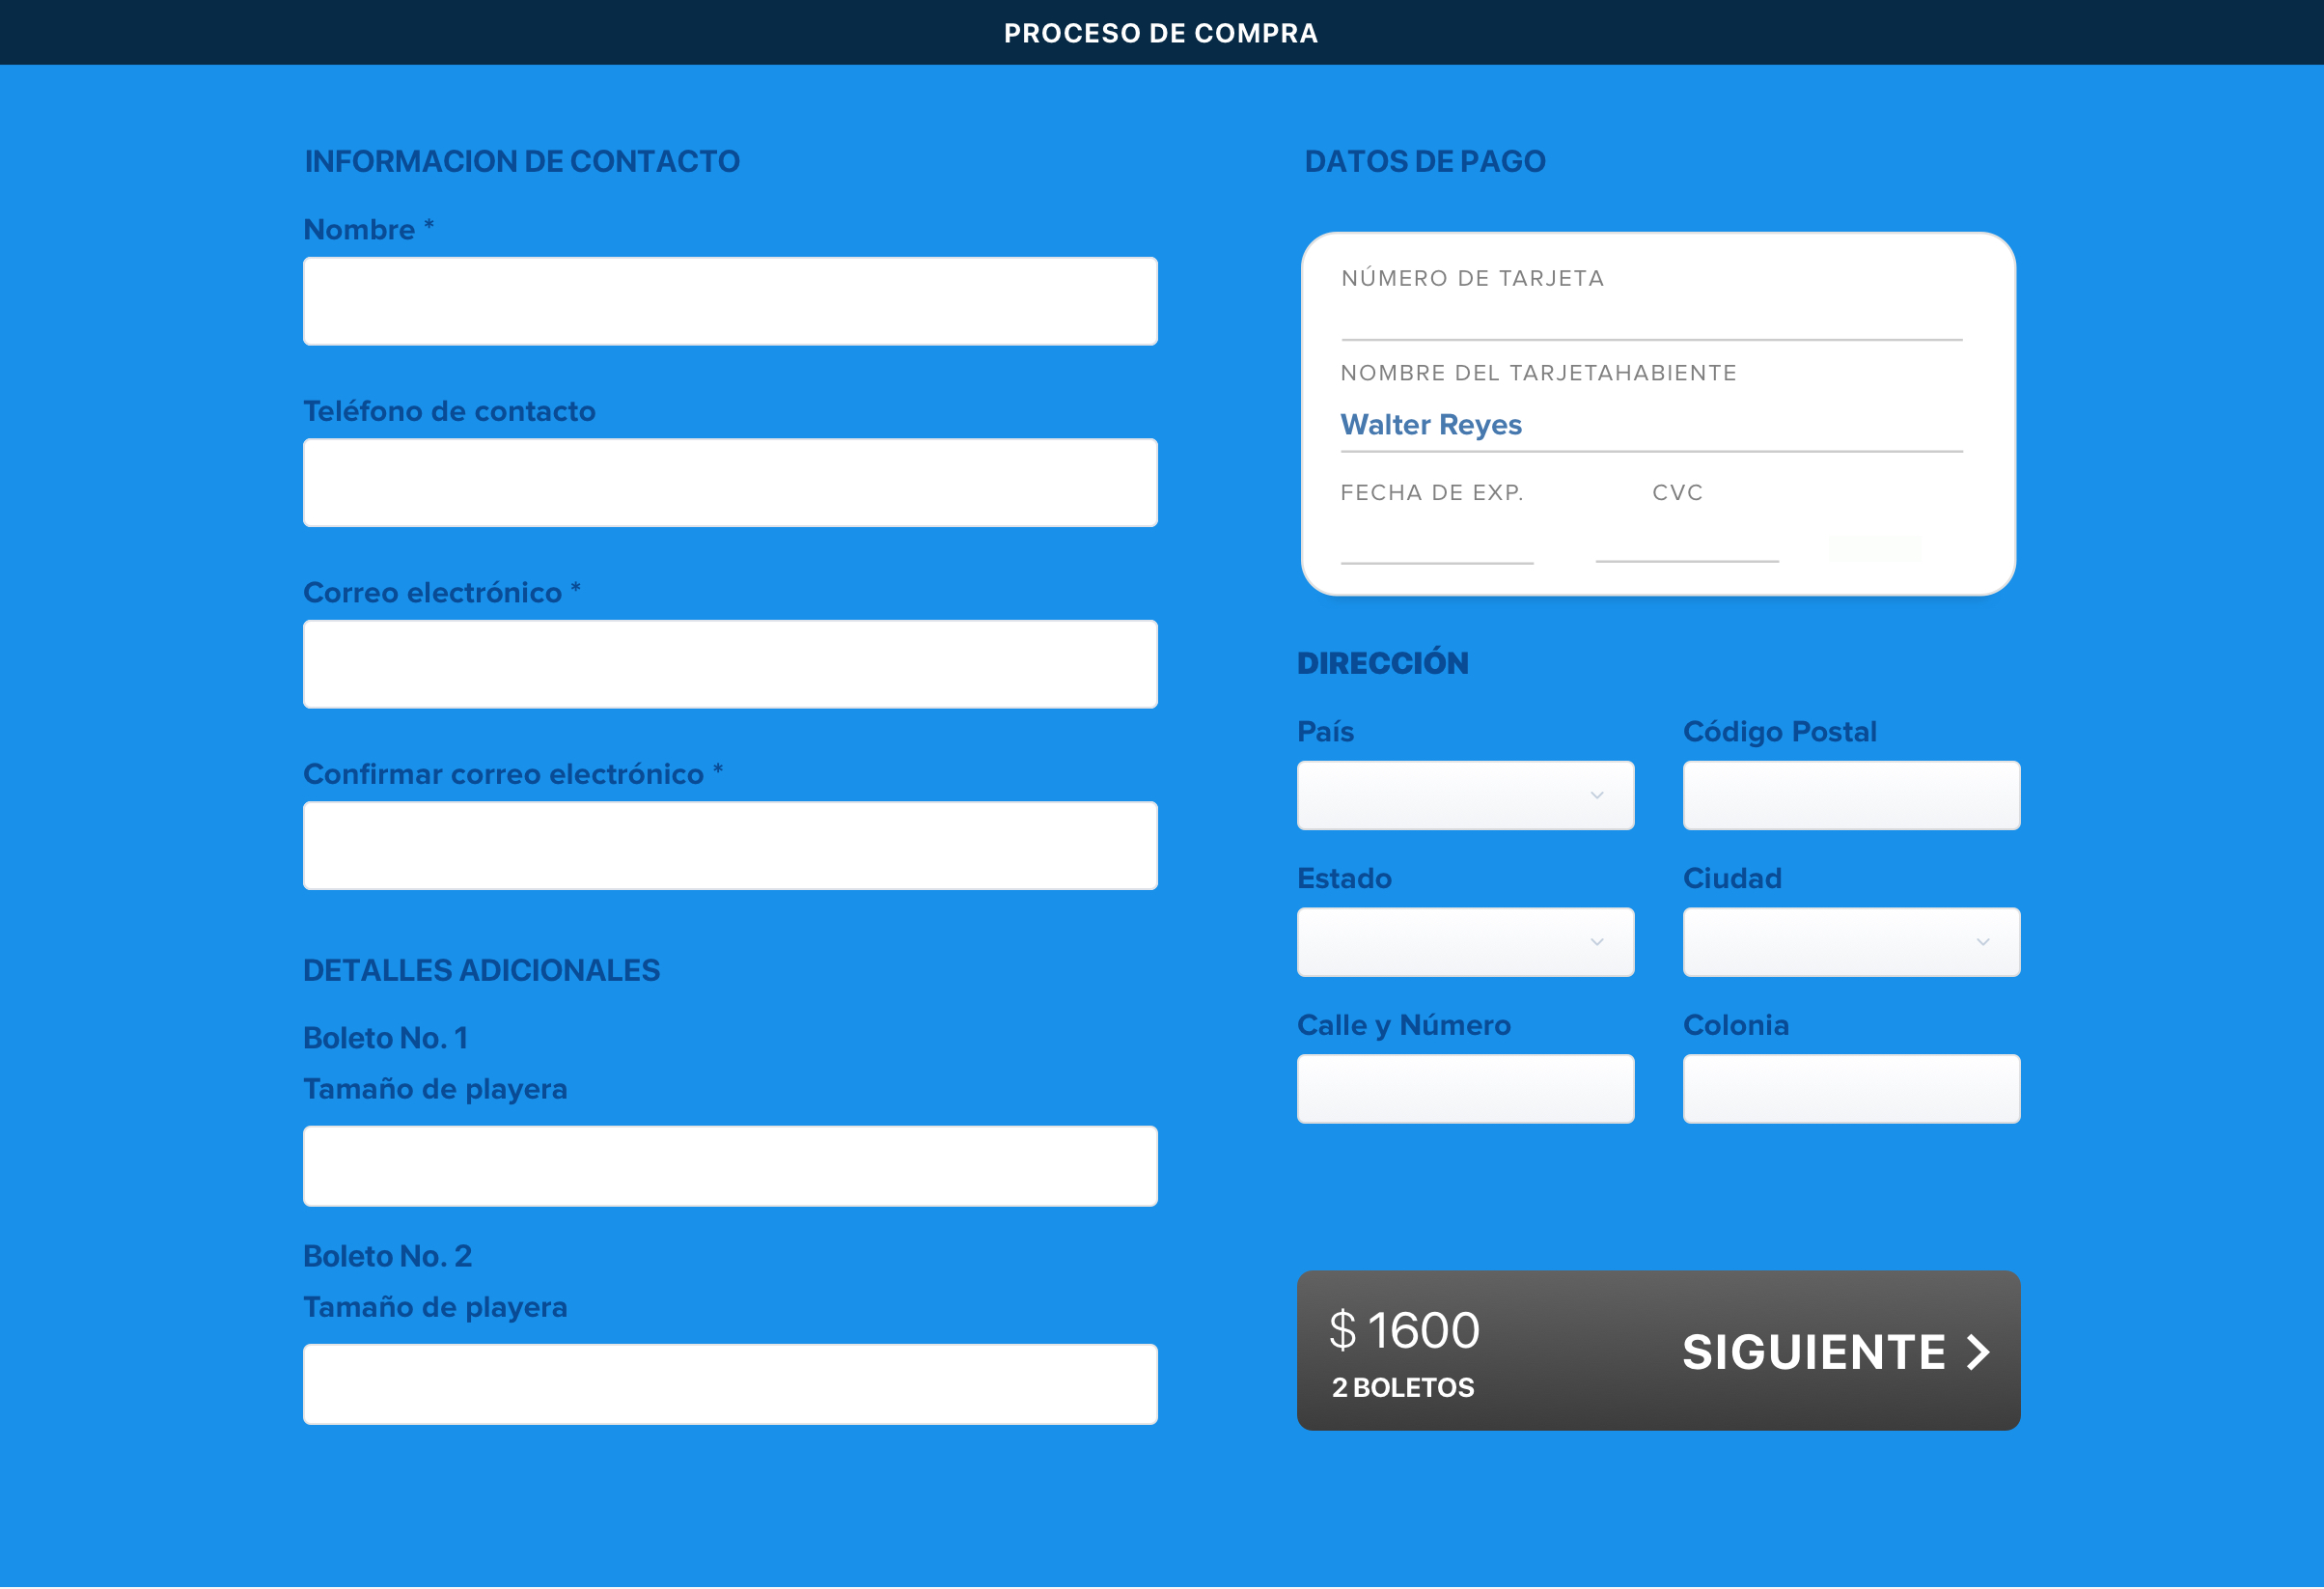 PROCESO DE COMPRA
INFORMACION DE CONTACTO
Nombre *
Teléfono de contacto
Correo electrónico *
Confirmar correo electrónico *
DETALLES ADICIONALES
Boleto No. 1
Tamaño de playera
Boleto No. 2
Tamaño de playera
DATOS DE PAGO
NÚMERO DE TARJETA
NOMBRE DEL TARJETAHABIENTE
Walter Reyes
FECHA DE EXP. CVC
DIRECCIÓN
País Código Postal
Estado Ciudad
Calle y Número Colonia
$ 1600
2 BOLETOS
SIGUIENTE